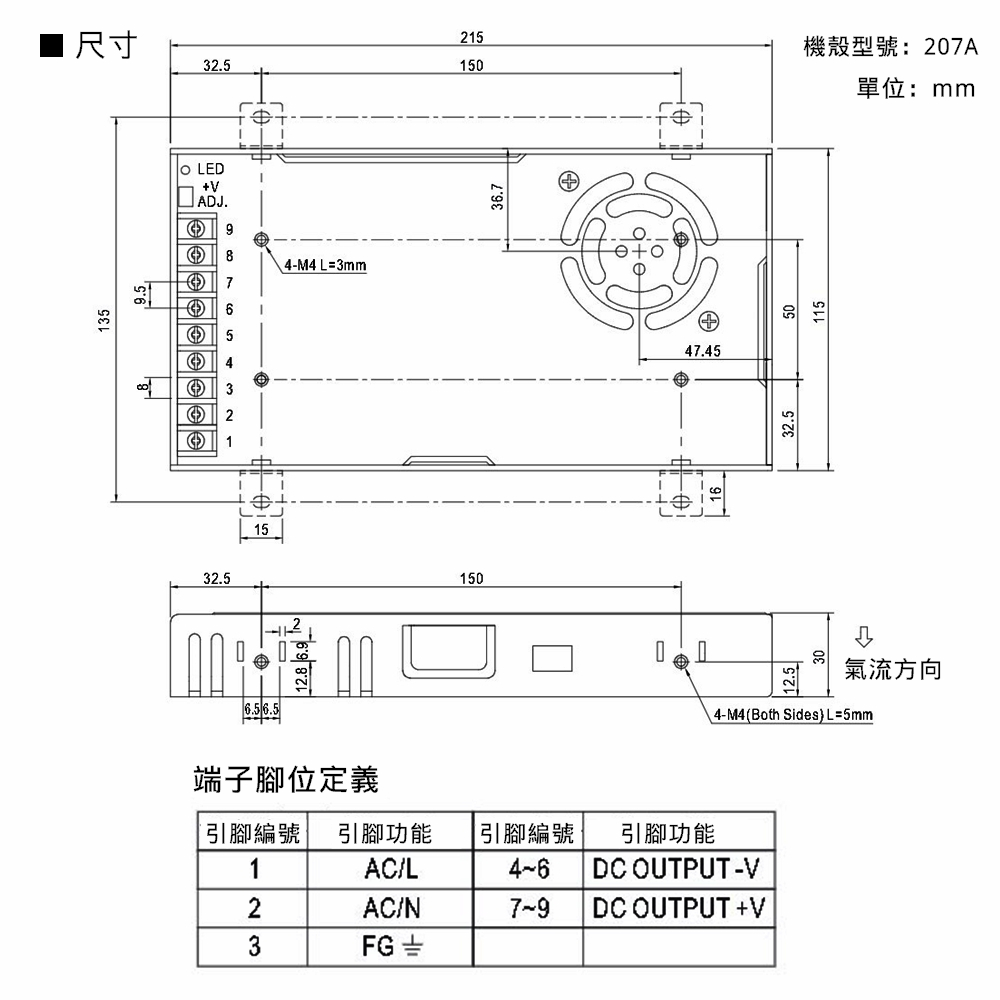 ■ 尺寸
機殼型號：207A
單位：mm
215
32.5
150
LED
+V
ADJ.
9
8
7
6
5
4
3
2
1
4-M4 L=3mm
36.7
47.45
9.5
8
135
50
115
32.5
16
15
32.5
150
2
6.9
12.8
6.5
6.5
30
12.5
氣流方向
4-M4(Both Sides)L=5mm
端子腳位定義
引腳編號 引腳功能 引腳編號 引腳功能
1 AC/L 4~6 DC OUTPUT -V
2 AC/N 7~9 DC OUTPUT +V
3 FG ⏚